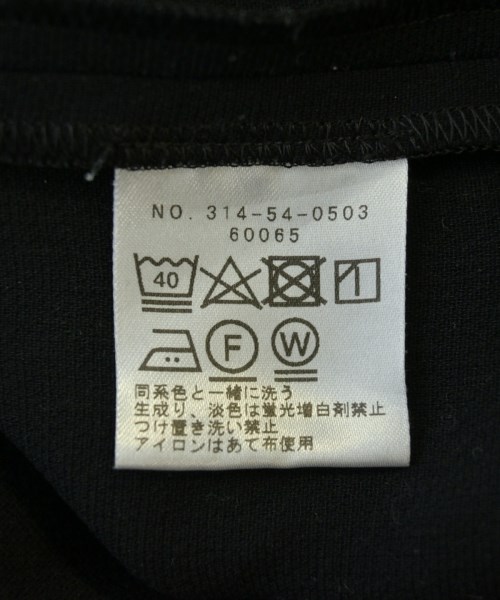 NO. 314-54-0503
60065
40
F W
同系色と一緒に洗う
生成り、淡色は蛍光増白剤禁止
つけ置き洗い禁止
アイロンはあて布使用